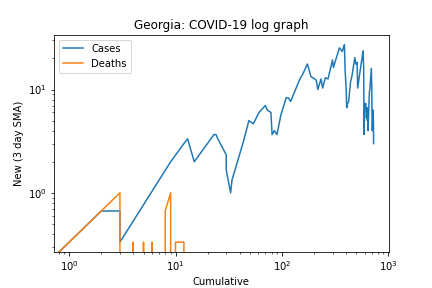 Georgia: COVID-19 log graph
Cases
Deaths
New (3 day SMA)
10¹
10⁰
10⁰
10¹
10²
10³
Cumulative